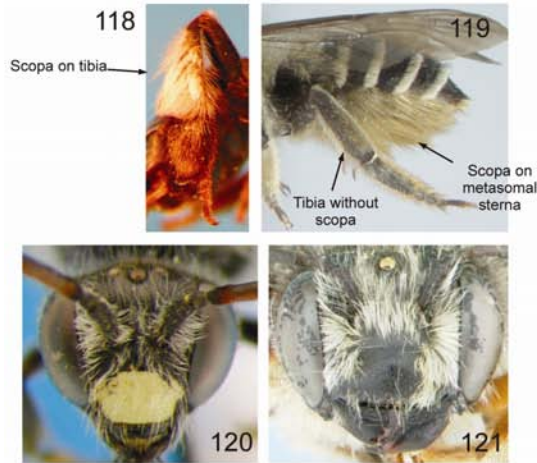 118
Scopa on tibia
119
Tibia without
scopa
Scopa on
metasomal
sterna
120
121